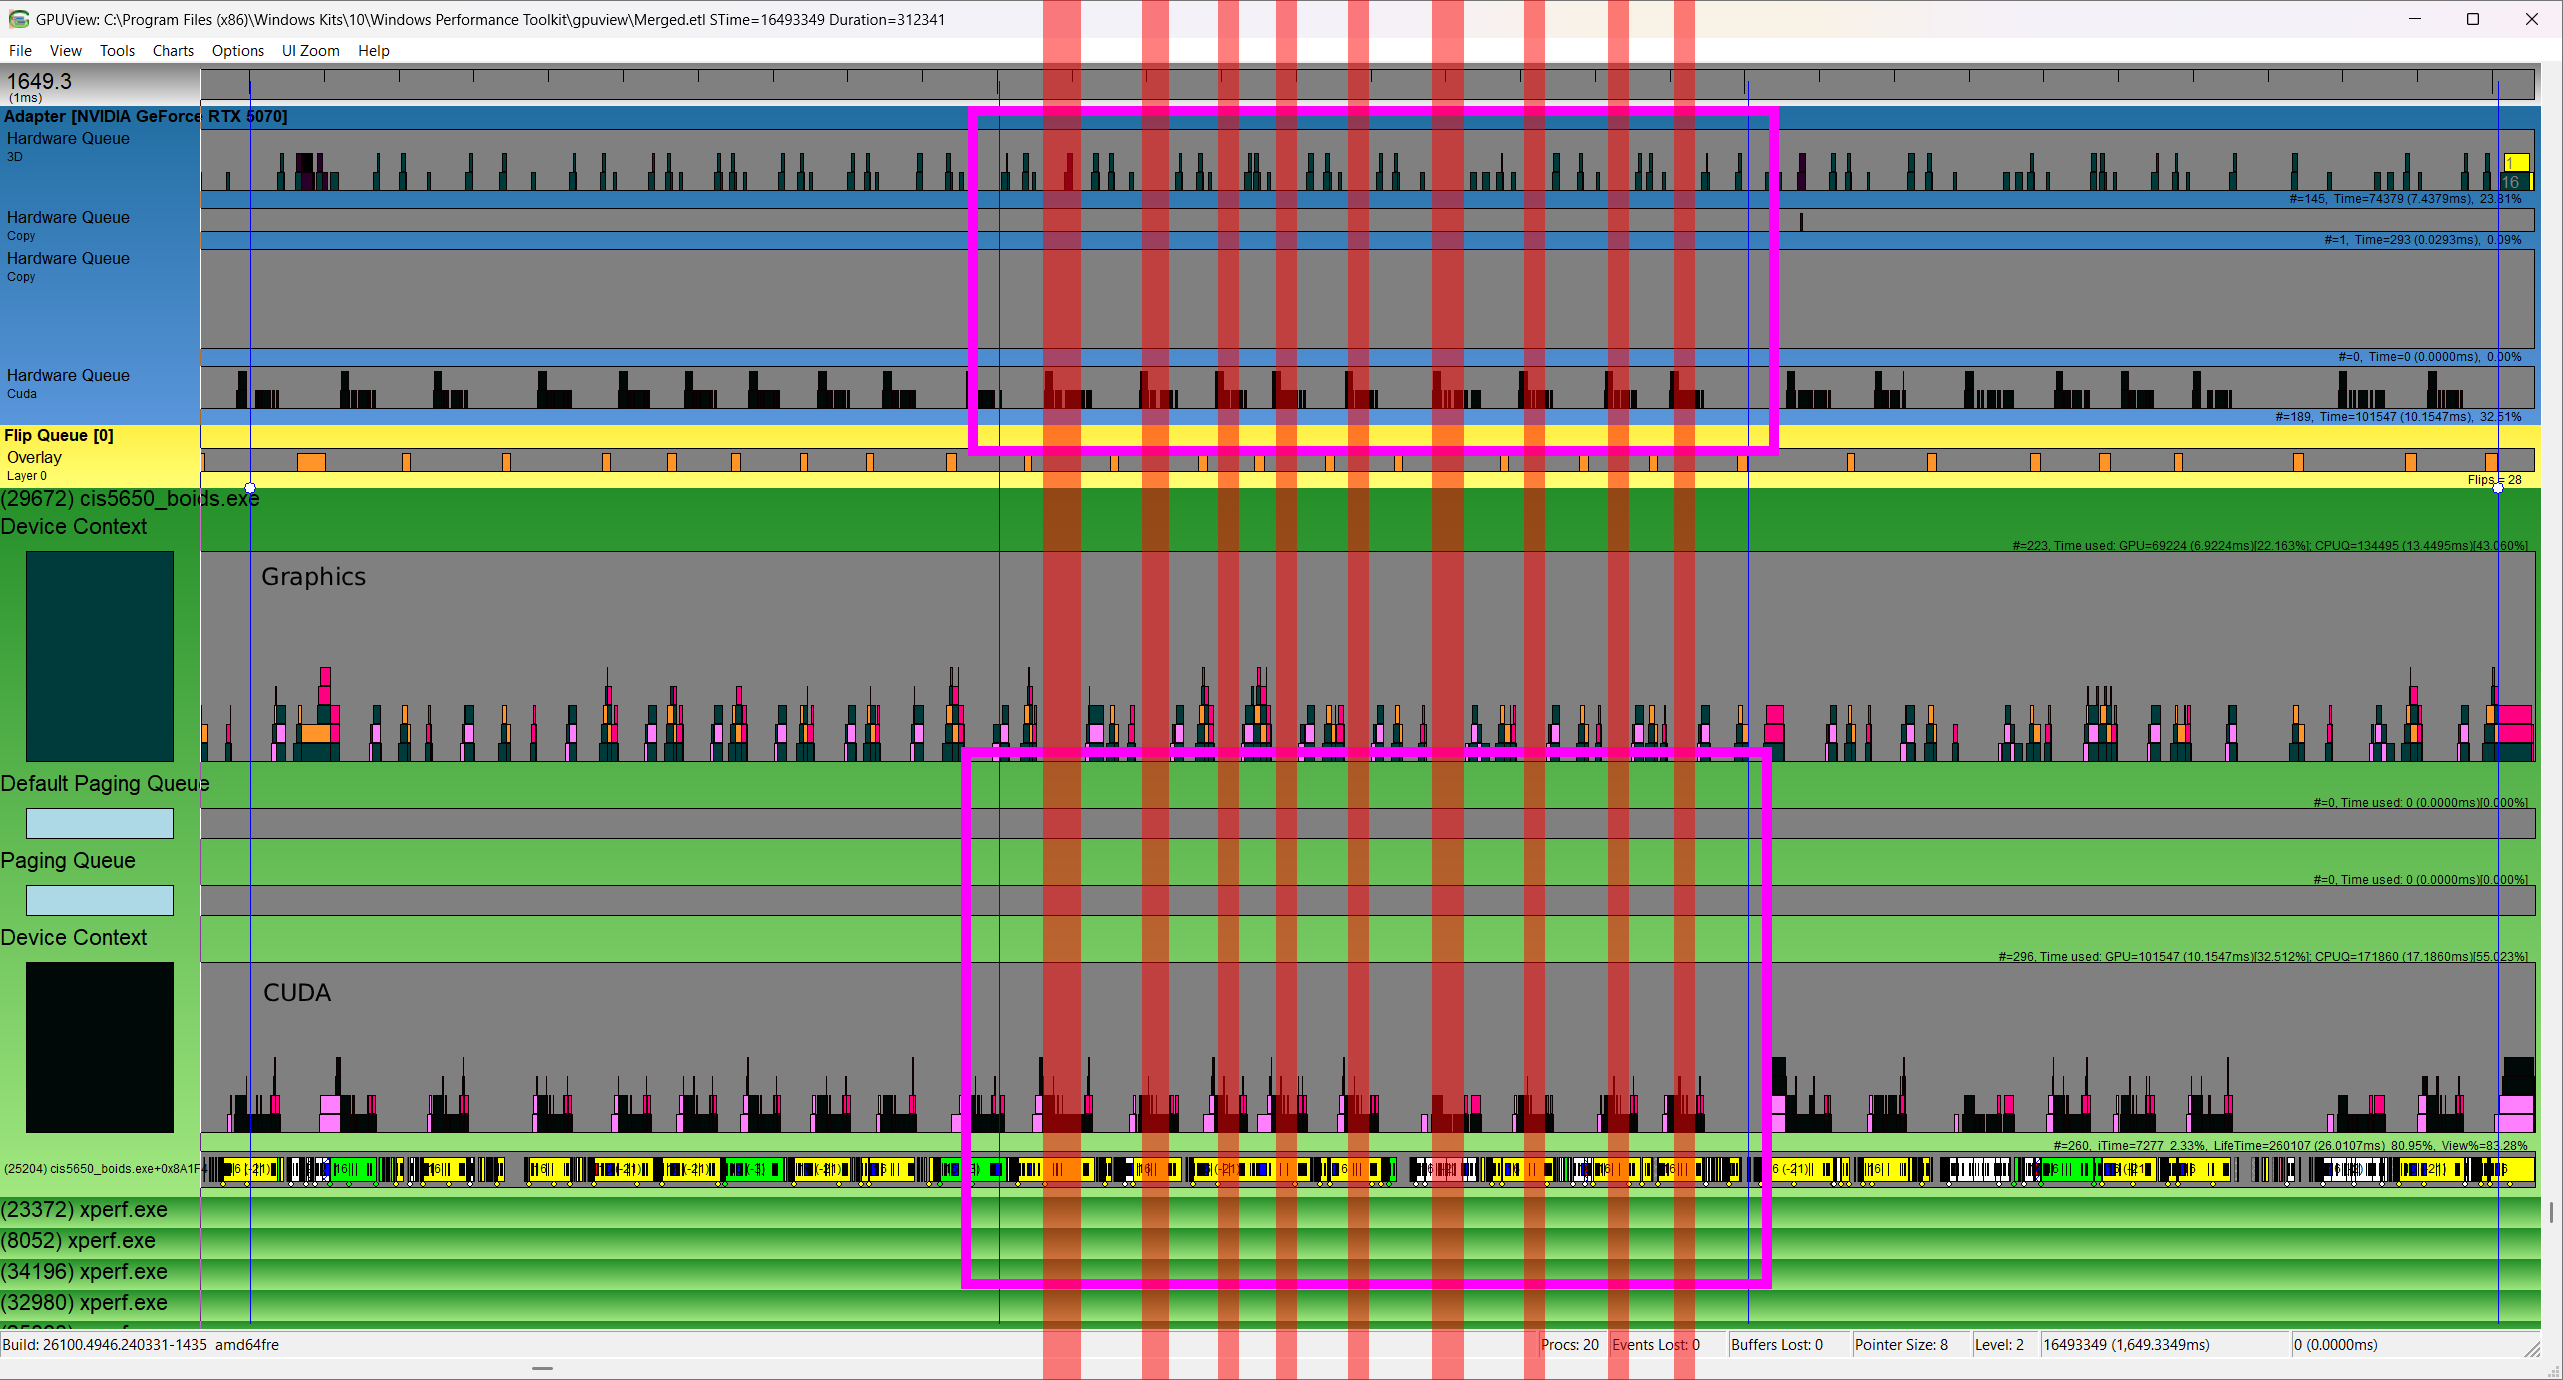 GPUView: C:\Program Files (x86)\Windows Kits\10\Windows Performance Toolkit\gpuview\Merged.etl STime=16493349 Duration=312341
File View Tools Charts Options UI Zoom Help
1649.3
(1ms)
Adapter [NVIDIA GeForce RTX 5070]
Hardware Queue
3D
1
16
#=145, Time=74379 (7.4379ms), 23.81%
Hardware Queue
Copy
#=1, Time=293 (0.0293ms), 0.09%
Hardware Queue
Copy
#=0, Time=0 (0.0000ms), 0.00%
Hardware Queue
Cuda
#=189, Time=101547 (10.1547ms), 32.51%
Flip Queue [0]
Overlay
Layer 0
Flips = 28
(29672) cis5650_boids.exe
Device Context
#=223, Time used: GPU=69224 (6.9224ms)[22.163%]; CPUQ=134495 (13.4495ms)[43.060%]
Graphics
Default Paging Queue
#=0, Time used: 0 (0.0000ms)[0.000%]
Paging Queue
#=0, Time used: 0 (0.0000ms)[0.000%]
Device Context
#=296, Time used: GPU=101547 (10.1547ms)[32.512%]; CPUQ=171860 (17.1860ms)[55.023%]
CUDA
#=260, iTime=7277 2.33%, LifeTime=260107 (26.0107ms) 80.95%, View%=83.28%
(25204) cis5650_boids.exe+0x8A1F4
(23372) xperf.exe
(8052) xperf.exe
(34196) xperf.exe
(32980) xperf.exe
Build: 26100.4946.240331-1435 amd64fre
Procs: 20 Events Lost: 0 Buffers Lost: 0 Pointer Size: 8 Level: 2 16493349 (1,649.3349ms) 0 (0.0000ms)